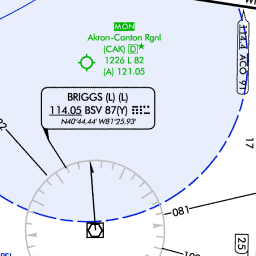 MON
Akron-Canton Rgnl
(CAK) D★
1226 L 82
(A) 121.05
114.4 ACO 91
BRIGGS (L) (L)
114.05 BSV 87(Y)
N40°44.44' W81°25.93'
17
081
25